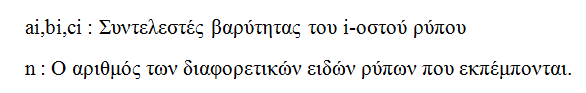 ai,bi,ci : Συντελεστές βαρύτητας του i-οστού ρύπου
n : Ο αριθμός των διαφορετικών ειδών ρύπων που εκπέμπονται.